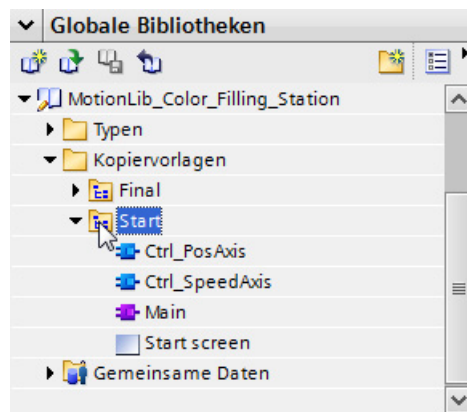 Globale Bibliotheken
MotionLib_Color_Filling_Station
Typen
Kopiervorlagen
Final
Start
Ctrl_PosAxis
Ctrl_SpeedAxis
Main
Start screen
Gemeinsame Daten